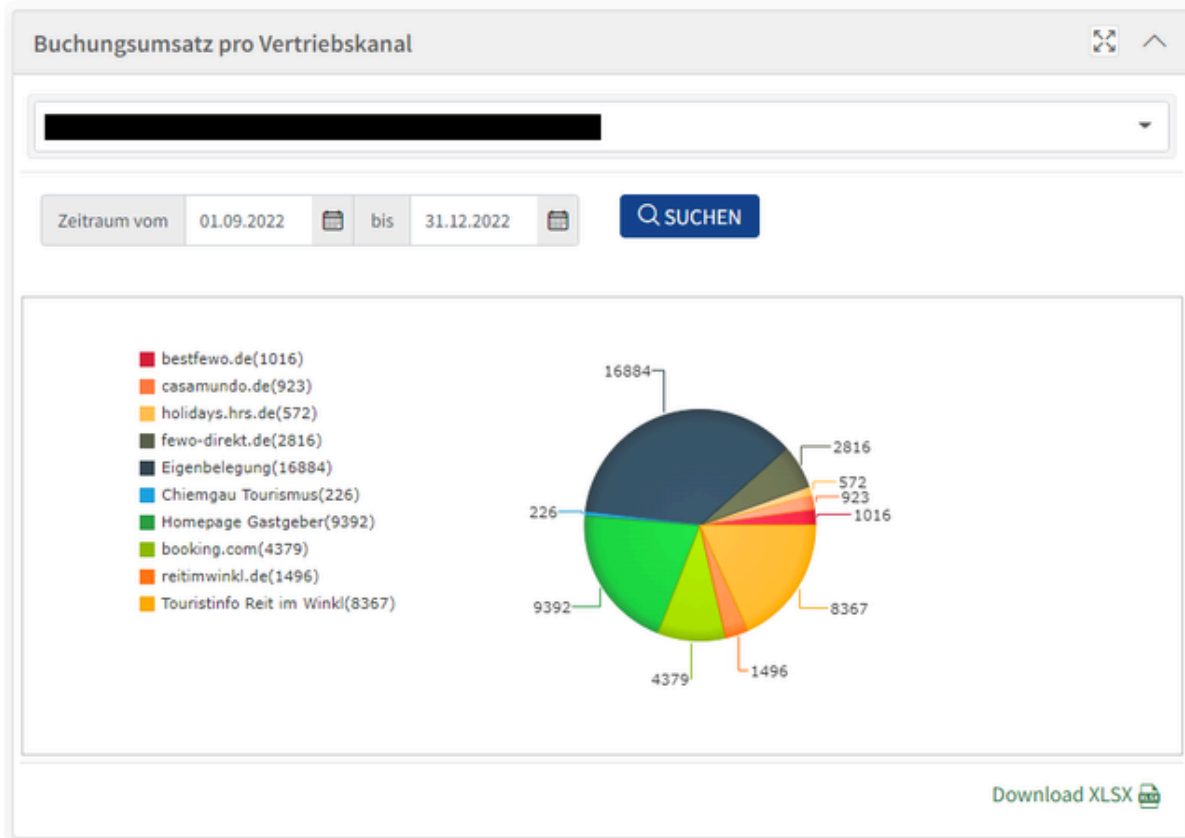 Buchungsumsatz pro Vertriebskanal
Zeitraum vom 01.09.2022 bis 31.12.2022 SUCHEN
bestfewo.de(1016)
casamundo.de(923)
holidays.hrs.de(572)
fewo-direkt.de(2816)
Eigenbelegung(16884)
Chiemgau Tourismus(226)
Homepage Gastgeber(9392)
booking.com(4379)
reitimwinkl.de(1496)
Touristinfo Reit im Winkl(8367)
16884
2816
572
923
1016
226
9392
8367
4379
1496
Download XLSX
XLSX